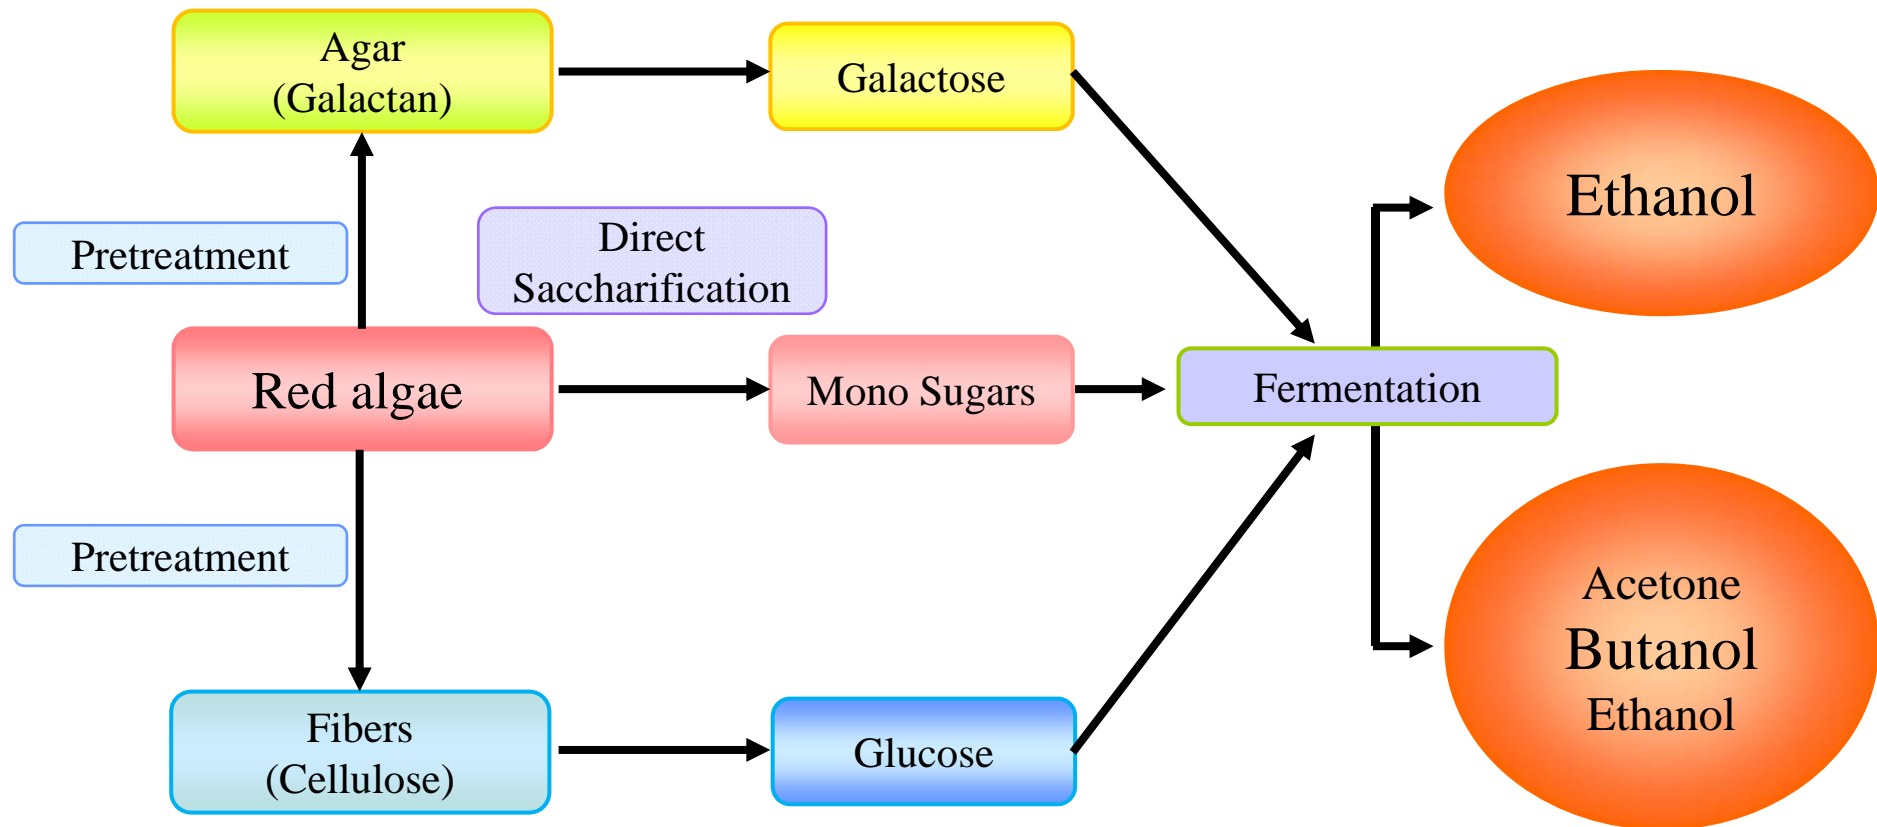 Agar
(Galactan)
Galactose
Ethanol
Pretreatment
Direct
Saccharification
Red algae
Mono Sugars
Fermentation
Pretreatment
Acetone
Butanol
Ethanol
Fibers
(Cellulose)
Glucose